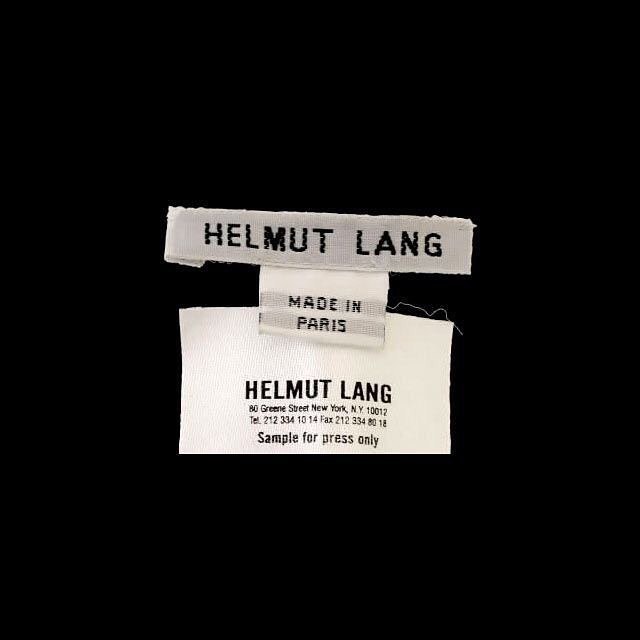 HELMUT LANG
MADE IN
PARIS
HELMUT LANG
80 Greene Street New York, N.Y. 10012
Tel. 212 334 10 14 Fax 212 334 80 18
Sample for press only